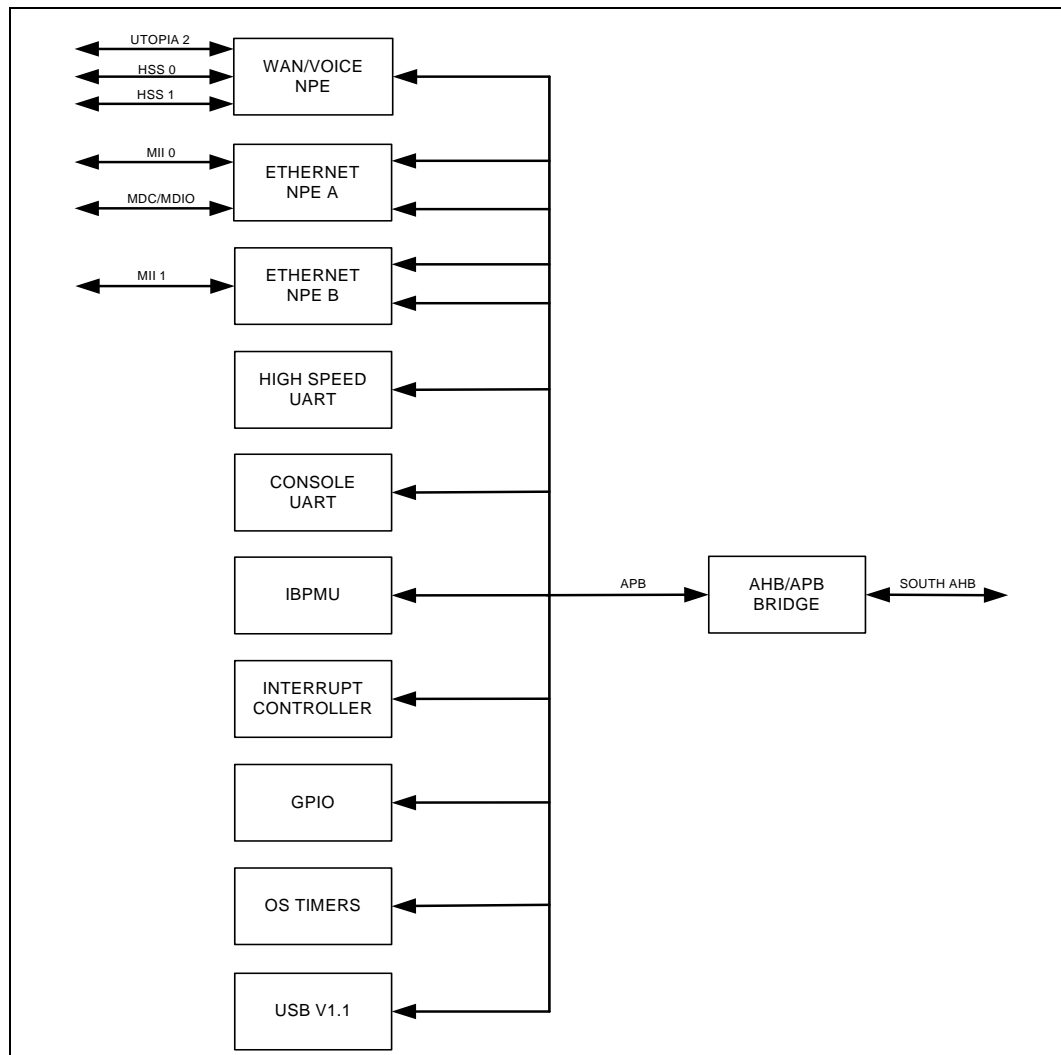 UTOPIA 2
HSS 0
HSS 1
WAN/VOICE
NPE
MII 0
MDC/MDIO
ETHERNET
NPE A
MII 1
ETHERNET
NPE B
HIGH SPEED
UART
CONSOLE
UART
IBPMU
APB
AHB/APB
BRIDGE
SOUTH AHB
INTERRUPT
CONTROLLER
GPIO
OS TIMERS
USB V1.1